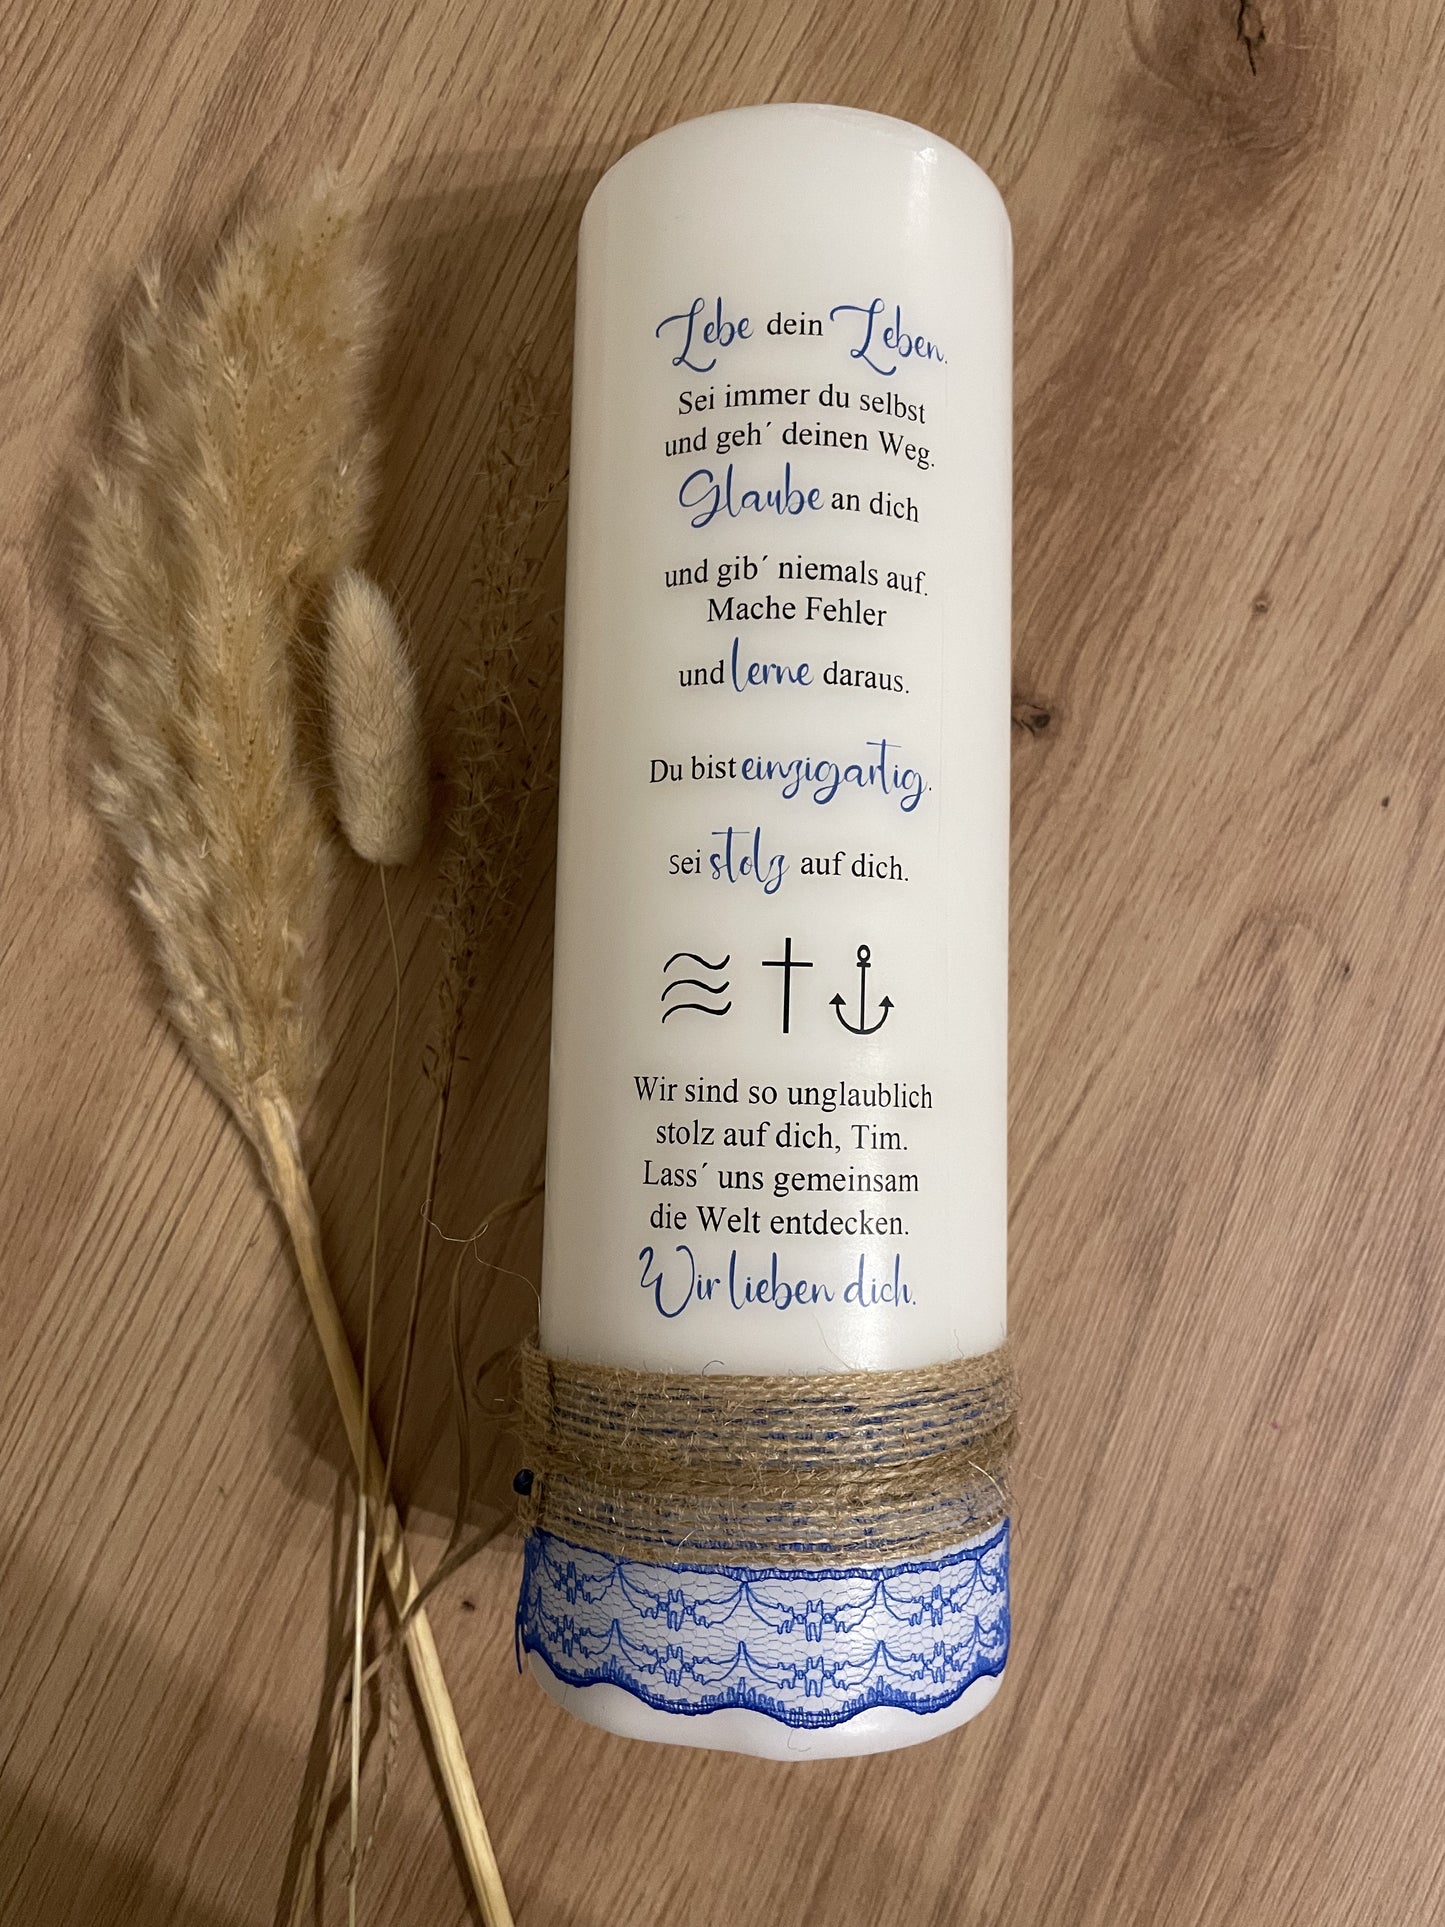 Lebe dein Leben.
Sei immer du selbst
und geh´ deinen Weg.
Glaube an dich
und gib´ niemals auf.
Mache Fehler
und lerne daraus.
Du bist einzigartig.
sei stolz auf dich.
Wir sind so unglaublich
stolz auf dich, Tim.
Lass´ uns gemeinsam
die Welt entdecken.
Wir lieben dich.